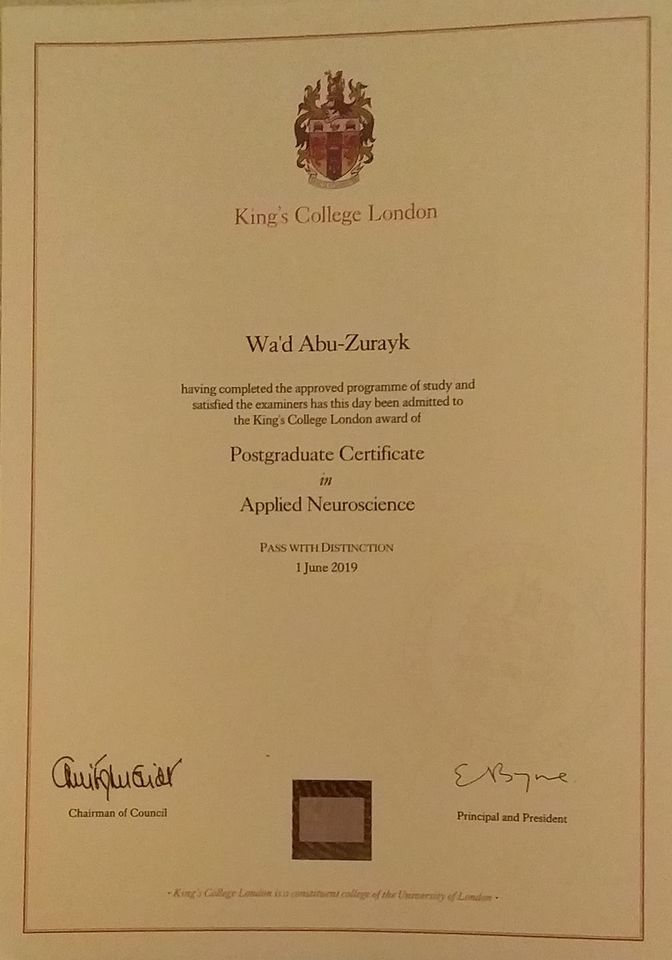 King's College London
Wa'd Abu-Zurayk
having completed the approved programme of study and
satisfied the examiners has this day been admitted to
the King's College London award of
Postgraduate Certificate
in
Applied Neuroscience
PASS WITH DISTINCTION
1 June 2019
E Byrne
Chairman of Council
Principal and President
- King's College London is a constituent college of the University of London -